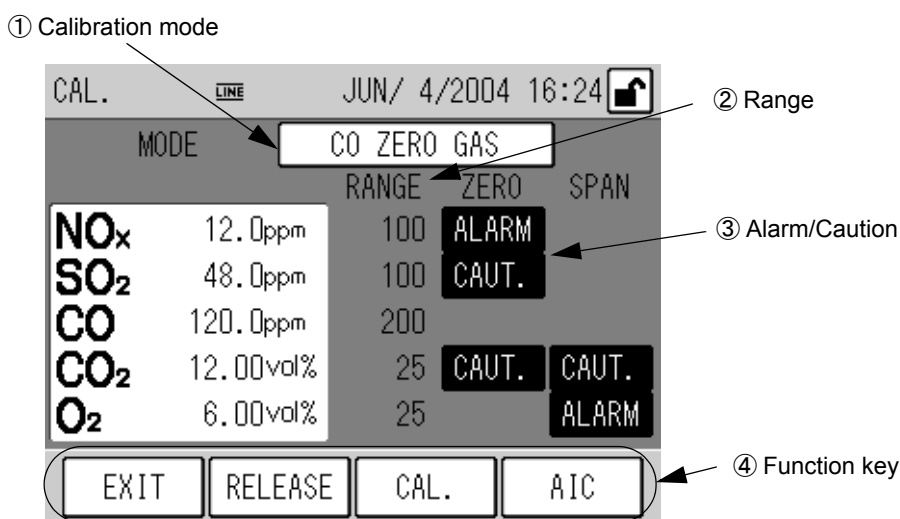 ① Calibration mode
CAL. LINE JUN/ 4/2004 16:24
② Range
MODE CO ZERO GAS
RANGE ZERO SPAN
NOx 12.0ppm 100 ALARM
③ Alarm/Caution
SO2 48.0ppm 100 CAUT.
CO 120.0ppm 200
CO2 12.00vol% 25 CAUT. CAUT.
O2 6.00vol% 25 ALARM
④ Function key
EXIT RELEASE CAL. AIC